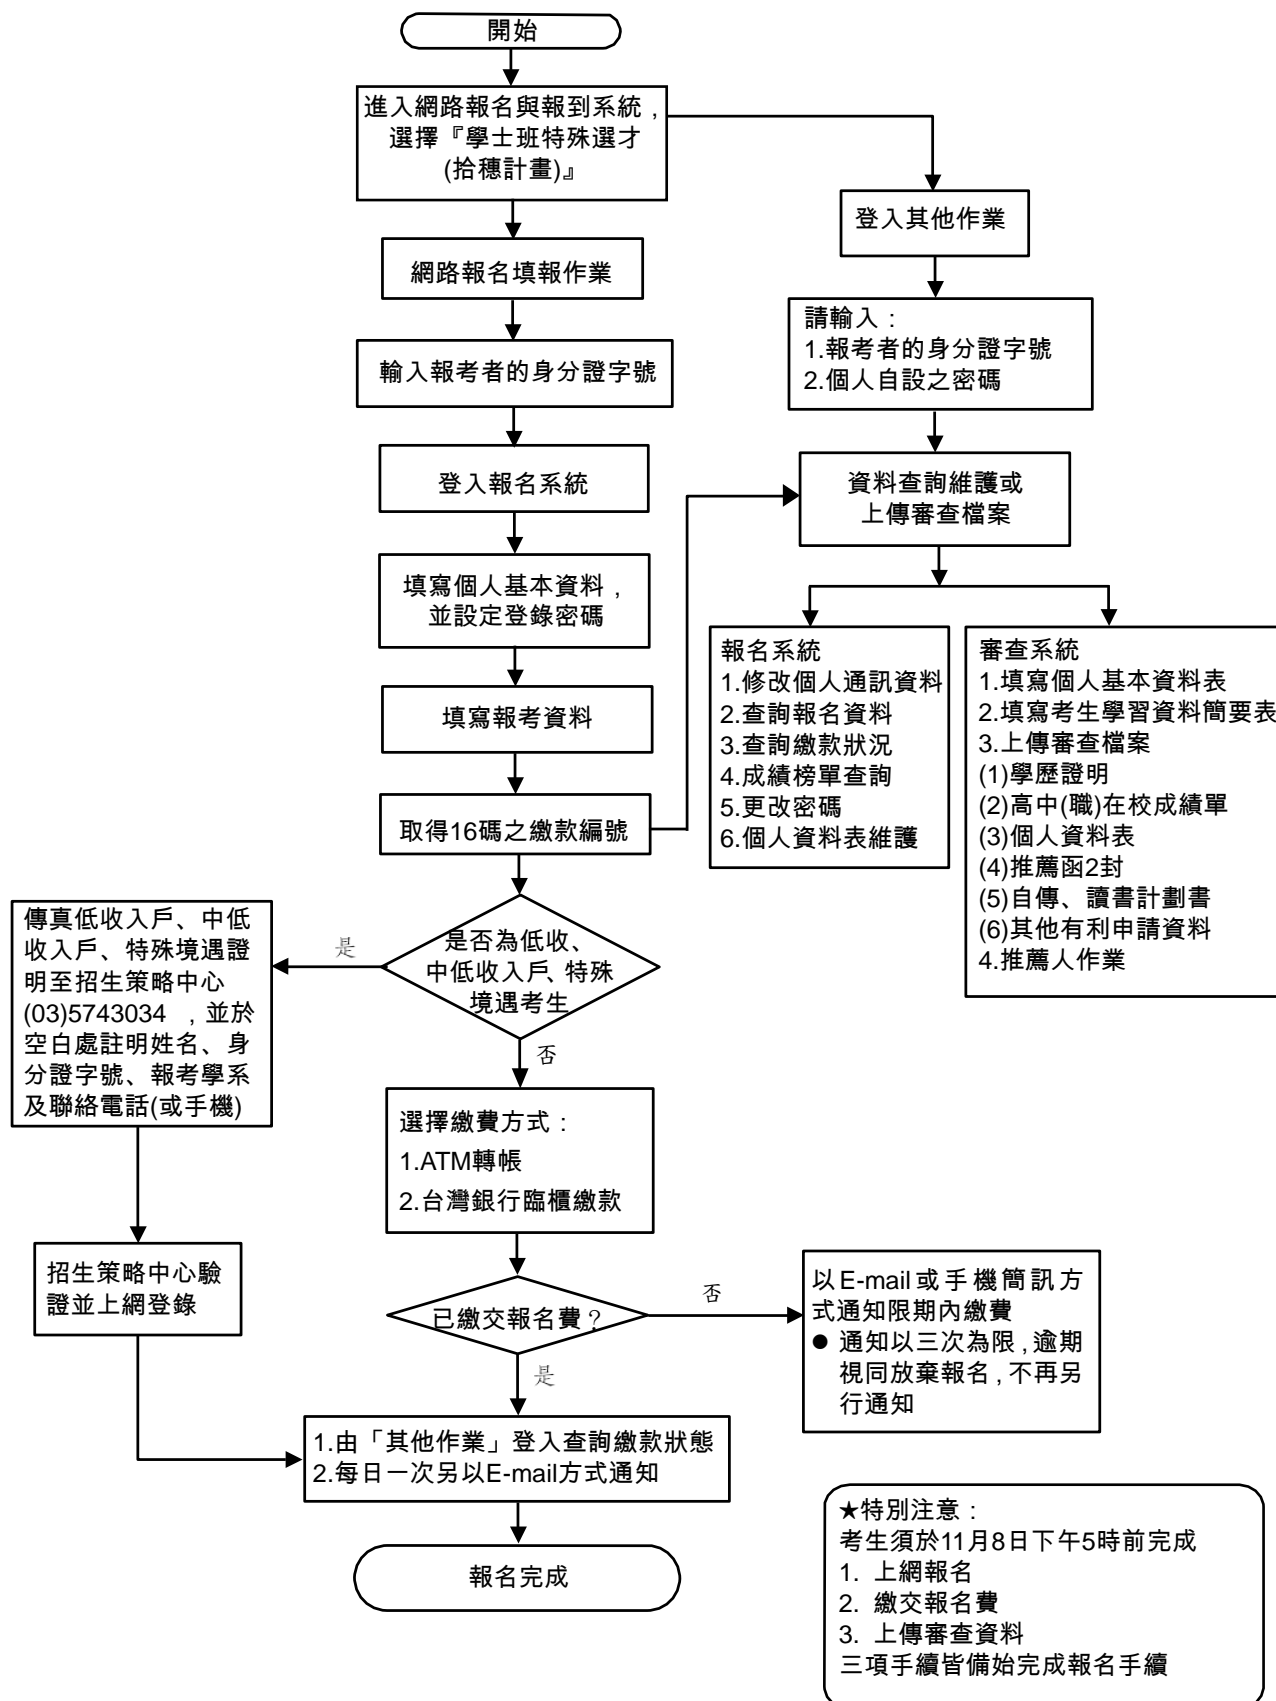 開始
進入網路報名與報到系統，
選擇『學士班特殊選才
(拾穗計畫)』
登入其他作業
網路報名填報作業
請輸入：
1.報考者的身分證字號
2.個人自設之密碼
輸入報考者的身分證字號
登入報名系統
資料查詢維護或
上傳審查檔案
填寫個人基本資料，
並設定登錄密碼
填寫報考資料
取得16碼之繳款編號
報名系統
1.修改個人通訊資料
2.查詢報名資料
3.查詢繳款狀況
4.成績榜單查詢
5.更改密碼
6.個人資料表維護
審查系統
1.填寫個人基本資料表
2.填寫考生學習資料簡要表
3.上傳審查檔案
(1)學歷證明
(2)高中(職)在校成績單
(3)個人資料表
(4)推薦函2封
(5)自傳、讀書計劃書
(6)其他有利申請資料
4.推薦人作業
是否為低收、
中低收入戶、特殊
境遇考生
是
傳真低收入戶、中低
收入戶、特殊境遇證
明至招生策略中心
(03)5743034 ，並於
空白處註明姓名、身
分證字號、報考學系
及聯絡電話(或手機)
否
選擇繳費方式：
1.ATM轉帳
2.台灣銀行臨櫃繳款
招生策略中心驗
證並上網登錄
已繳交報名費？
否
以E-mail或手機簡訊方
式通知限期內繳費
● 通知以三次為限，逾期
視同放棄報名，不再另
行通知
是
1.由「其他作業」登入查詢繳款狀態
2.每日一次另以E-mail方式通知
報名完成
★特別注意：
考生須於11月8日下午5時前完成
1. 上網報名
2. 繳交報名費
3. 上傳審查資料
三項手續皆備始完成報名手續